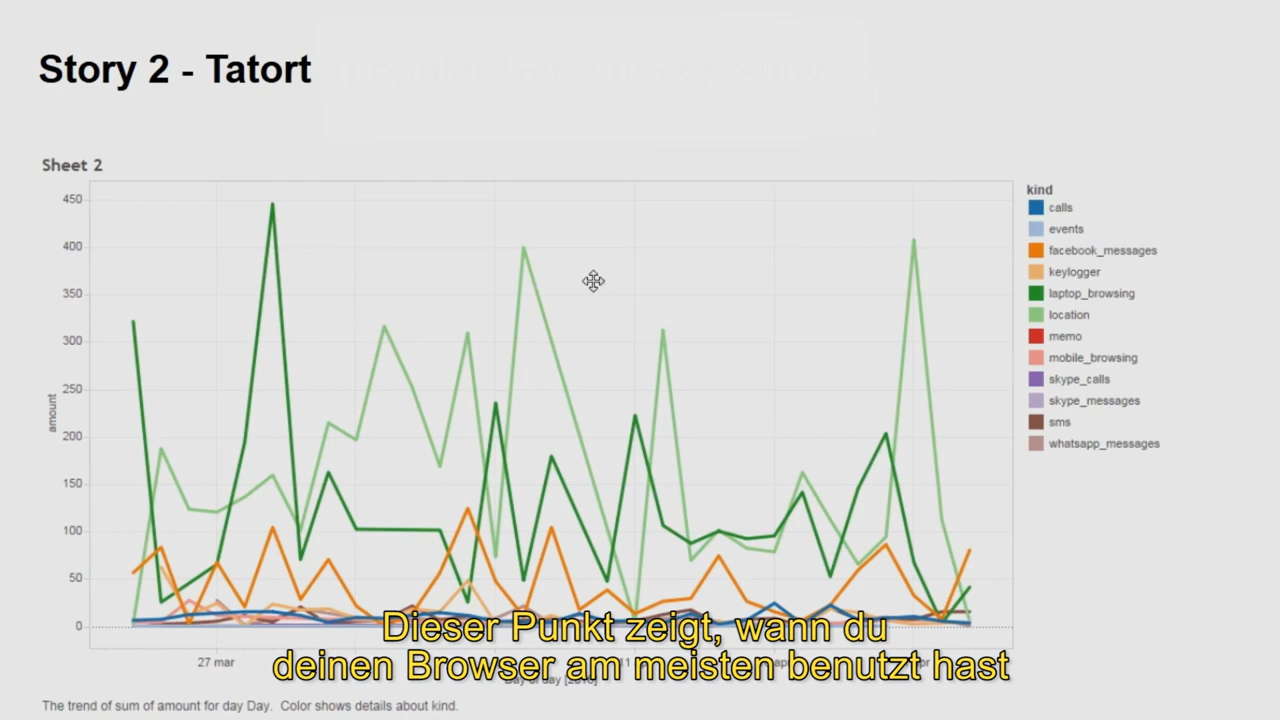 Story 2 - Tatort
Sheet 2
450
400
350
300
250
200
150
100
50
0
amount
27 mar
kind
calls
events
facebook_messages
keylogger
laptop_browsing
location
memo
mobile_browsing
skype_calls
skype_messages
sms
whatsapp_messages
Dieser Punkt zeigt, wann du
deinen Browser am meisten benutzt hast
The trend of sum of amount for day Day. Color shows details about kind.